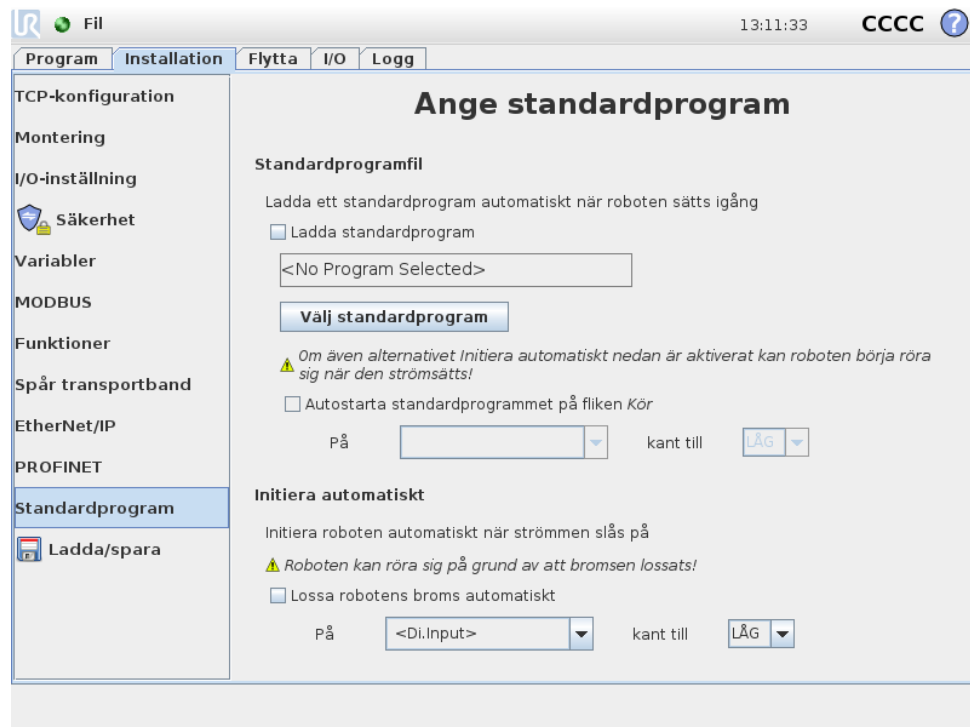 UR
Fil
13:11:33
CCCC
?
Program
Installation
Flytta
I/O
Logg
TCP-konfiguration
Montering
I/O-inställning
Säkerhet
Variabler
MODBUS
Funktioner
Spår transportband
EtherNet/IP
PROFINET
Standardprogram
Ladda/spara
Ange standardprogram
Standardprogramfil
Ladda ett standardprogram automatiskt när roboten sätts igång
Ladda standardprogram
<No Program Selected>
Välj standardprogram
Om även alternativet Initiera automatiskt nedan är aktiverat kan roboten börja röra
sig när den strömsätts!
Autostarta standardprogrammet på fliken Kör
På
kant till
LÅG
Initiera automatiskt
Initiera roboten automatiskt när strömmen slås på
Roboten kan röra sig på grund av att bromsen lossats!
Lossa robotens broms automatiskt
På
<Di.Input>
kant till
LÅG